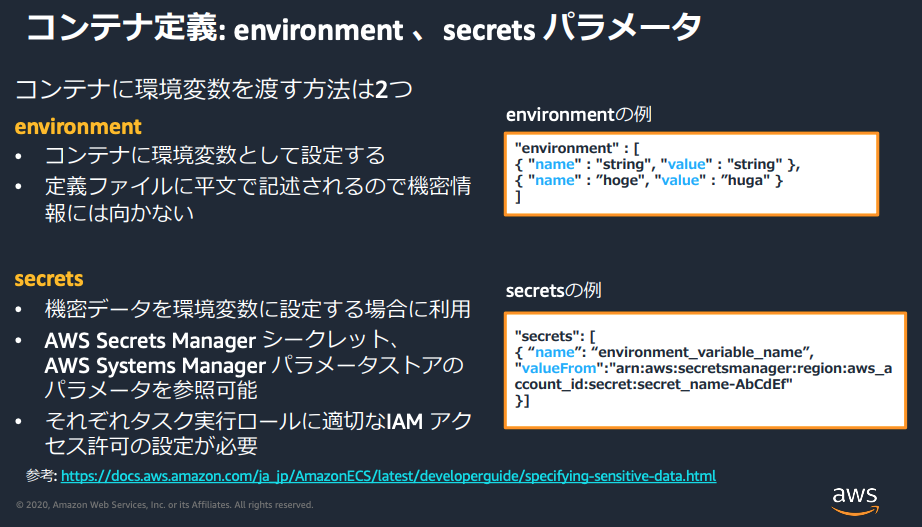 コンテナ定義: environment 、secrets パラメータ
コンテナに環境変数を渡す方法は2つ
environment
• コンテナに環境変数として設定する
• 定義ファイルに平文で記述されるので機密情
報には向かない
environmentの例
"environment" : [
{ "name" : "string", "value" : "string" },
{ "name" : ”hoge", "value" : ”huga" }
]
secrets
• 機密データを環境変数に設定する場合に利用
• AWS Secrets Manager シークレット、
AWS Systems Manager パラメータストアの
パラメータを参照可能
• それぞれタスク実行ロールに適切なIAM アク
セス許可の設定が必要
secretsの例
"secrets": [
{ “name”: “environment_variable_name”,
"valueFrom":"arn:aws:secretsmanager:region:aws_a
ccount_id:secret:secret_name-AbCdEf"
}]
参考: https://docs.aws.amazon.com/ja_jp/AmazonECS/latest/developerguide/specifying-sensitive-data.html
© 2020, Amazon Web Services, Inc. or its Affiliates. All rights reserved.
aws